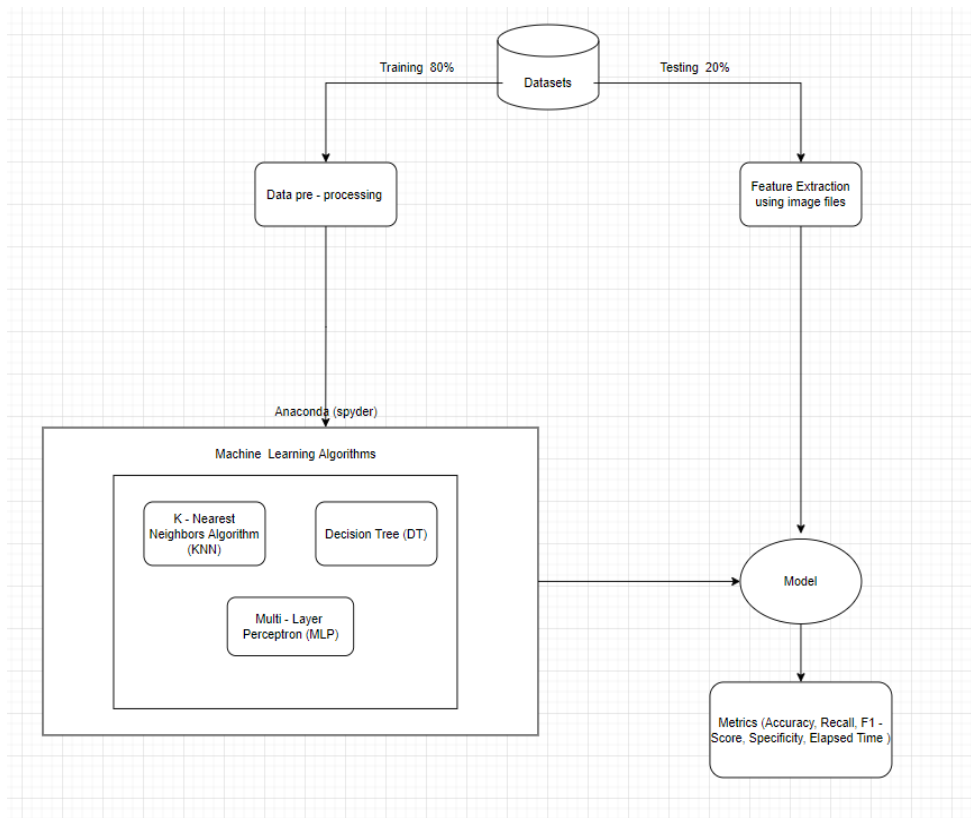 Training 80%
Testing 20%
Datasets
Data pre - processing
Feature Extraction
using image files
Anaconda (spyder)
Machine Learning Algorithms
K - Nearest
Neighbors Algorithm
(KNN)
Decision Tree (DT)
Multi - Layer
Perceptron (MLP)
Model
Metrics (Accuracy, Recall, F1 -
Score, Specificity, Elapsed Time )